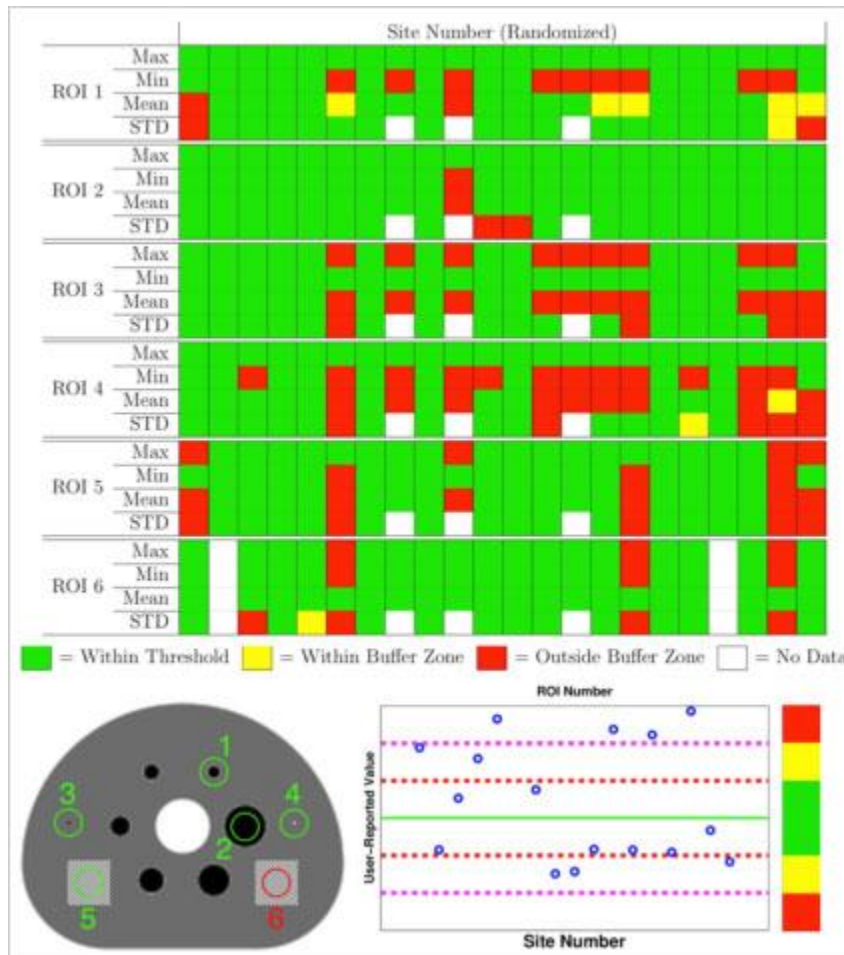 Site Number (Randomized)
Max
Min
ROI 1
Mean
STD
Max
Min
ROI 2
Mean
STD
Max
Min
ROI 3
Mean
STD
Max
Min
ROI 4
Mean
STD
Max
Min
ROI 5
Mean
STD
Max
Min
ROI 6
Mean
STD
= Within Threshold = Within Buffer Zone = Outside Buffer Zone = No Data
ROI Number
1
3
4
2
5
6
User-Reported Value
Site Number